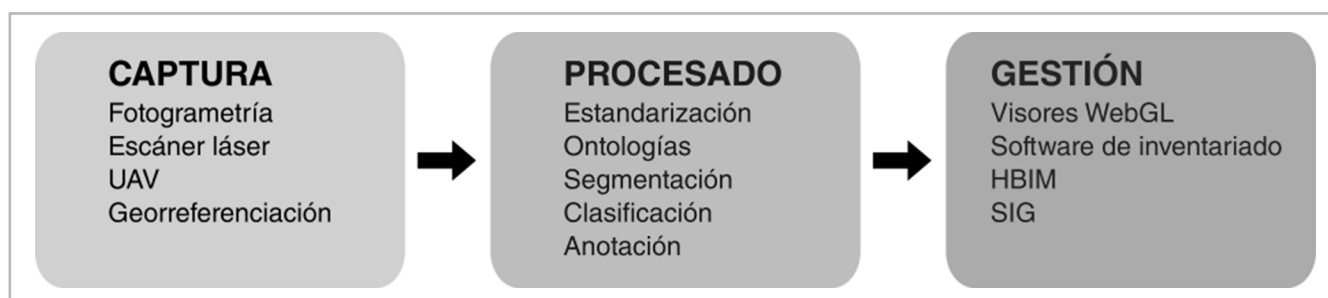 CAPTURA
Fotogrametría
Escáner láser
UAV
Georreferenciación
PROCESADO
Estandarización
Ontologías
Segmentación
Clasificación
Anotación
GESTIÓN
Visores WebGL
Software de inventariado
HBIM
SIG